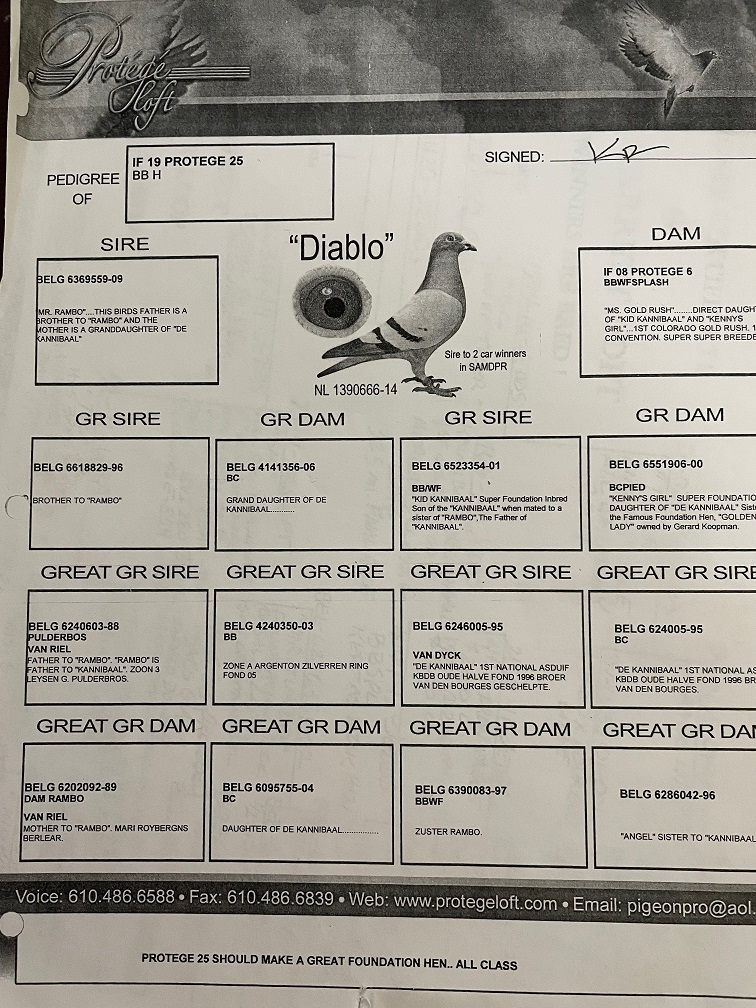 Protégé
Loft
PEDIGREE
OF
IF 19 PROTEGE 25
BB H
SIGNED:
SIRE
BELG 6369559-09
"MR. RAMBO"....THIS BIRDS FATHER IS A
BROTHER TO "RAMBO" AND THE
MOTHER IS A GRANDDAUGHTER OF "DE
KANNIBAAL"
"Diablo"
Sire to 2 car winners
in SAMDPR
NL 1390666-14
DAM
IF 08 PROTEGE 6
BBWFSPLASH
"MS. GOLD RUSH"........DIRECT DAUGH
OF "KID KANNIBAAL" AND "KENNYS
GIRL"...1ST COLORADO GOLD RUSH. 1
CONVENTION. SUPER SUPER BREEDE
GR SIRE
BELG 6618829-96
BROTHER TO "RAMBO"
GR DAM
BELG 4141356-06
BC
GRAND DAUGHTER OF DE
KANNIBAAL...........
GR SIRE
BELG 6523354-01
BB/WF
"KID KANNIBAAL" Super Foundation Inbred
Son of the "KANNIBAAL" when mated to a
sister of "RAMBO",The Father of
"KANNIBAAL".
GR DAM
BELG 6551906-00
BCPIED
"KENNY'S GIRL" SUPER FOUNDATIO
DAUGHTER OF "DE KANNIBAAL" Sist
the Famous Foundation Hen, "GOLDEN
LADY" owned by Gerard Koopman.
GREAT GR SIRE
BELG 6240603-88
PULDERBOS
VAN RIEL
FATHER TO "RAMBO". "RAMBO" IS
FATHER TO "KANNIBAAL". ZOON 3
LEYSEN G. PULDERBROS.
GREAT GR SIRE
BELG 4240350-03
BB
ZONE A ARGENTON ZILVERREN RING
FOND 05
GREAT GR SIRE
BELG 6246005-95
VAN DYCK
"DE KANNIBAAL" 1ST NATIONAL ASDUIF
KBDB OUDE HALVE FOND 1996 BROER
VAN DEN BOURGES GESCHELPTE.
GREAT GR SIRE
BELG 624005-95
BC
"DE KANNIBAAL" 1ST NATIONAL AS
KBDB OUDE HALVE FOND 1996 BR
VAN DEN BOURGES.
GREAT GR DAM
BELG 6202092-89
DAM RAMBO
VAN RIEL
MOTHER TO "RAMBO". MARI ROYBERGNS
BERLEAR.
GREAT GR DAM
BELG 6095755-04
BC
DAUGHTER OF DE KANNIBAAL...............
GREAT GR DAM
BELG 6390083-97
BBWF
ZUSTER RAMBO.
GREAT GR DAM
BELG 6286042-96
"ANGEL" SISTER TO "KANNIBAAL
Voice: 610.486.6588 • Fax: 610.486.6839 • Web: www.protegeloft.com • Email: pigeonpro@aol.
PROTEGE 25 SHOULD MAKE A GREAT FOUNDATION HEN.. ALL CLASS